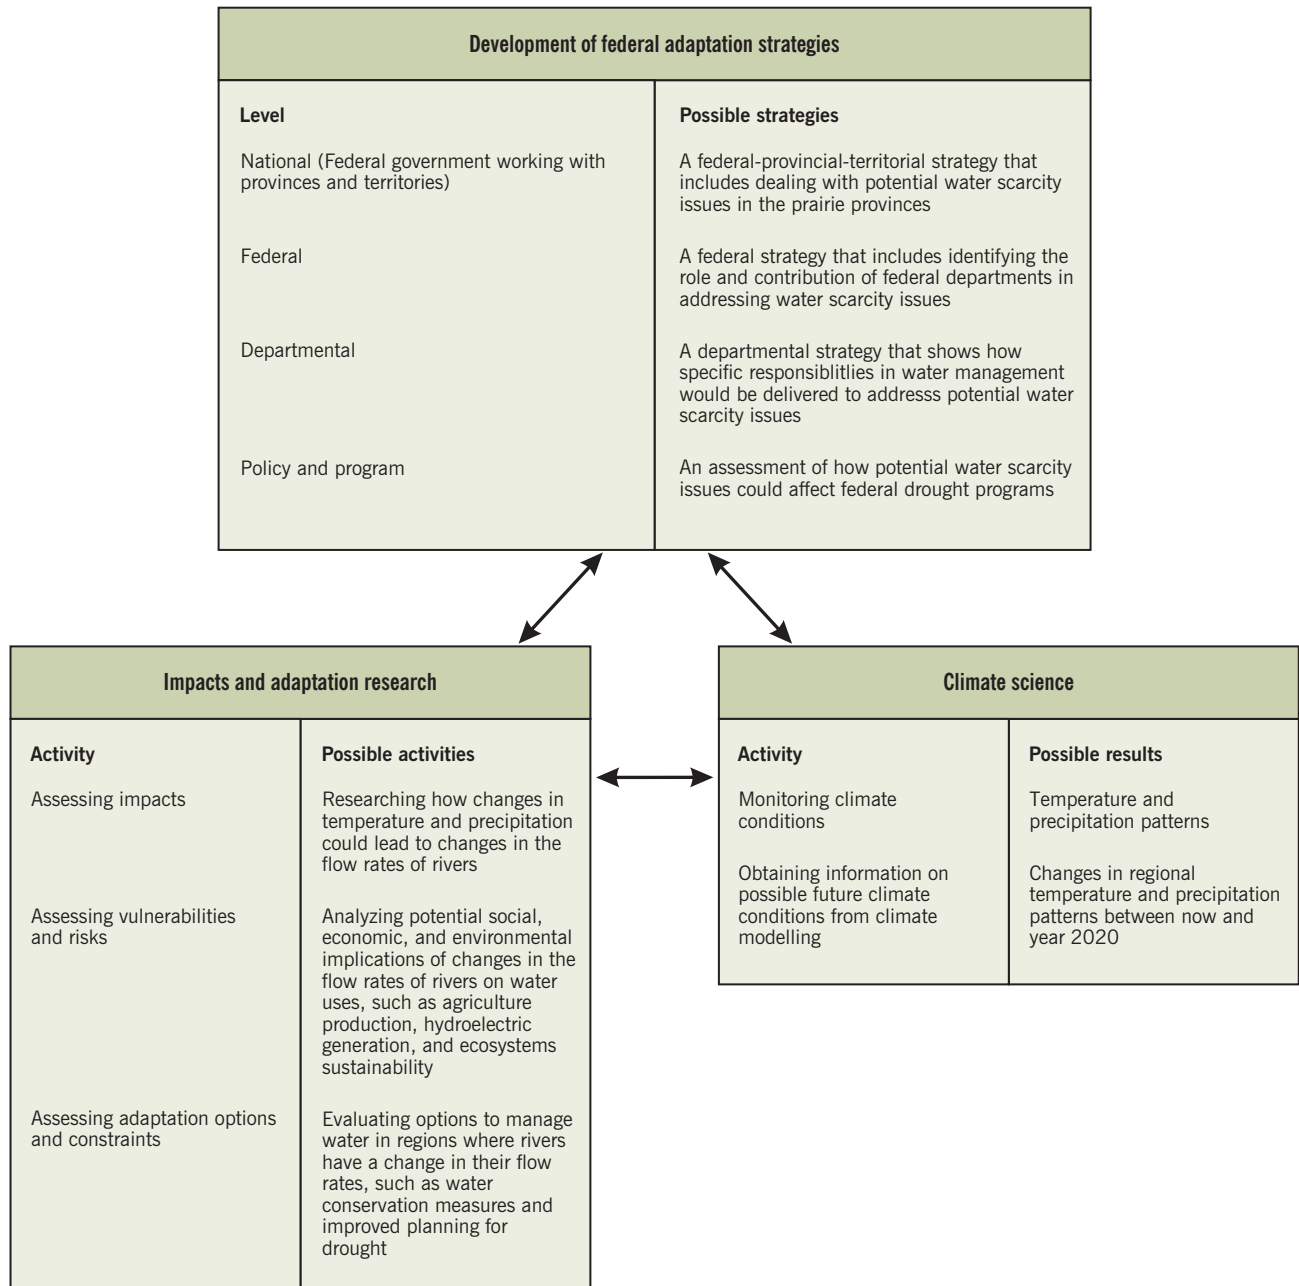 Development of federal adaptation strategies
Level
Possible strategies
National (Federal government working with
provinces and territories)
A federal-provincial-territorial strategy that
includes dealing with potential water scarcity
issues in the prairie provinces
Federal
A federal strategy that includes identifying the
role and contribution of federal departments in
addressing water scarcity issues
Departmental
A departmental strategy that shows how
specific responsiblitlies in water management
would be delivered to addresss potential water
scarcity issues
Policy and program
An assessment of how potential water scarcity
issues could affect federal drought programs
Impacts and adaptation research
Activity
Possible activities
Assessing impacts
Researching how changes in
temperature and precipitation
could lead to changes in the
flow rates of rivers
Assessing vulnerabilities
and risks
Analyzing potential social,
economic, and environmental
implications of changes in the
flow rates of rivers on water
uses, such as agriculture
production, hydroelectric
generation, and ecosystems
sustainability
Assessing adaptation options
and constraints
Evaluating options to manage
water in regions where rivers
have a change in their flow
rates, such as water
conservation measures and
improved planning for
drought
Climate science
Activity
Possible results
Monitoring climate
conditions
Temperature and
precipitation patterns
Obtaining information on
possible future climate
conditions from climate
modelling
Changes in regional
temperature and precipitation
patterns between now and
year 2020